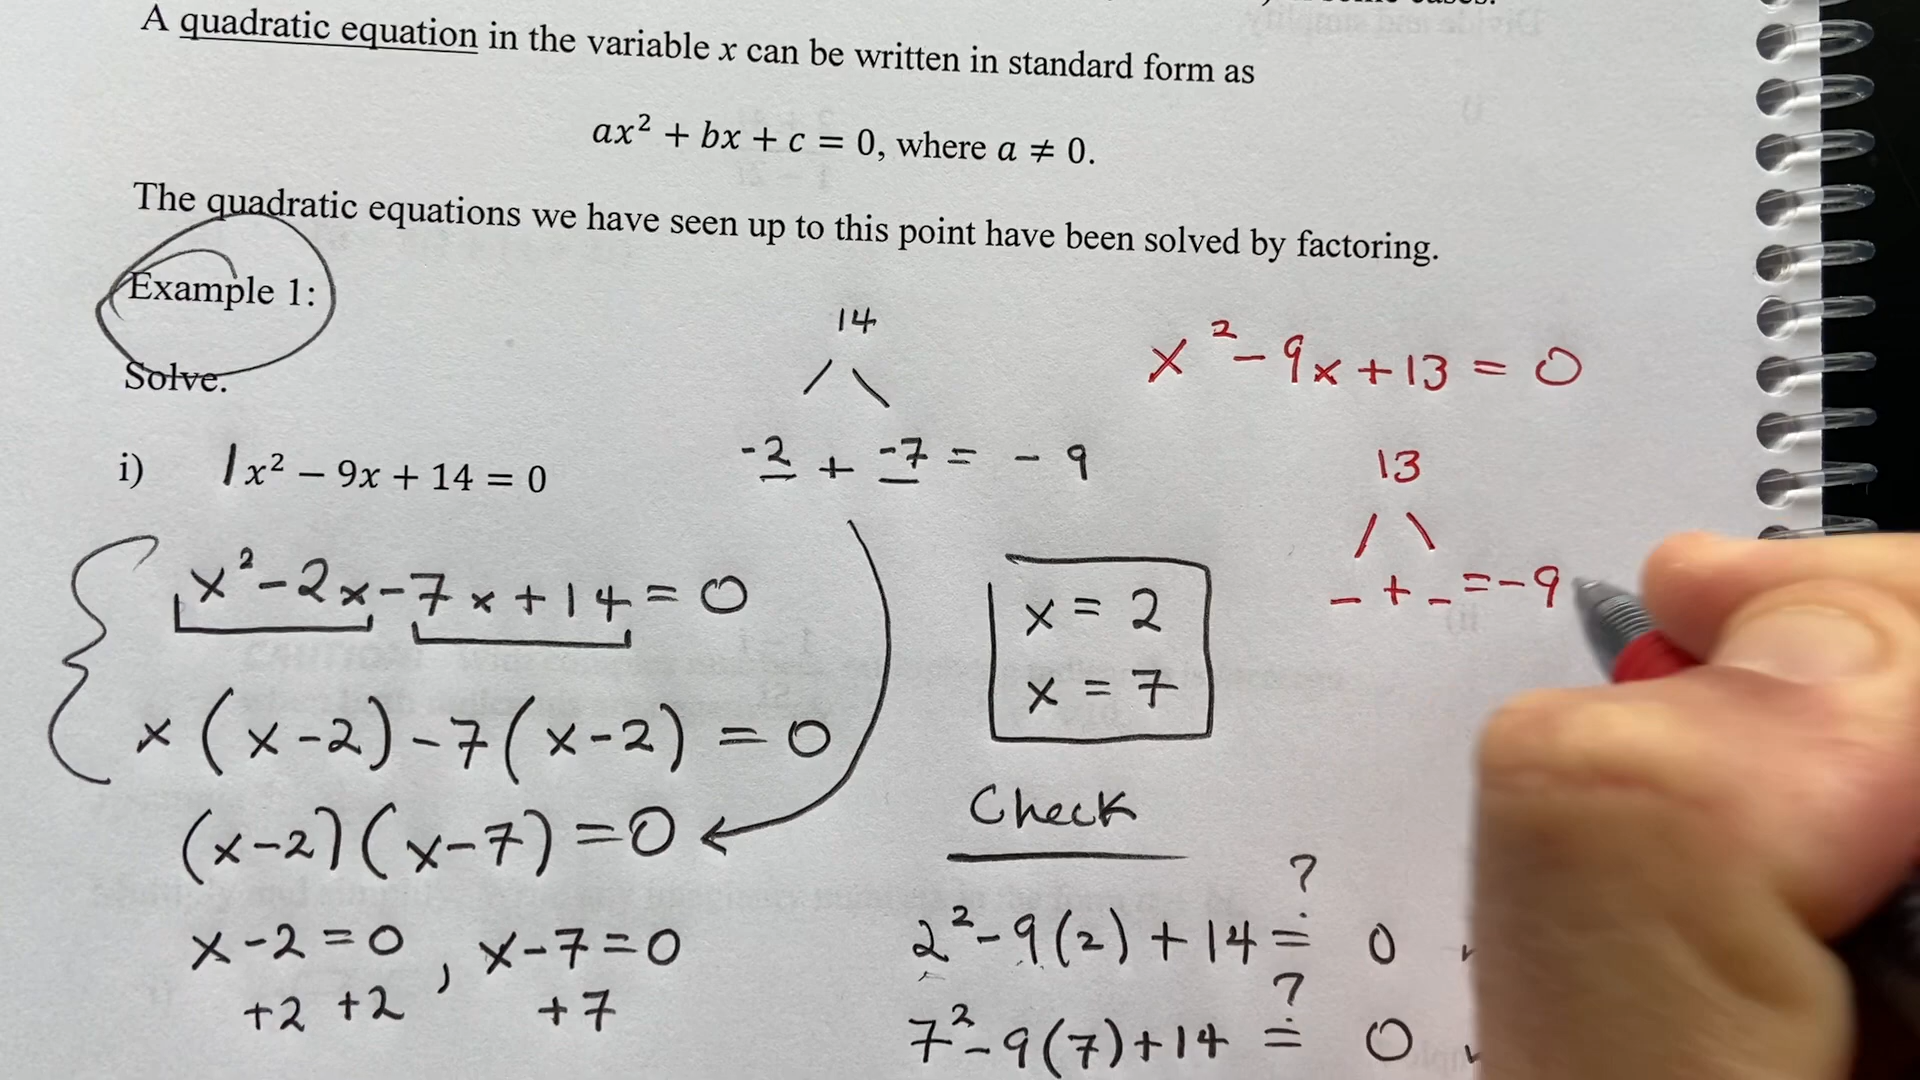 some cases.
A quadratic equation in the variable x can be written in standard form as
ax² + bx + c = 0, where a ≠ 0.
The quadratic equations we have seen up to this point have been solved by factoring.
Example 1:
Solve.
i) 1x² − 9x + 14 = 0
14
/ \
-2 + -7 = -9
x² - 2x - 7x + 14 = 0
x(x-2) - 7(x-2) = 0
(x-2)(x-7) = 0
x-2=0, x-7=0
+2 +2 +7
x = 2
x = 7
Check
?
2² - 9(2) + 14 = 0
?
7² - 9(7) + 14 = 0
x² - 9x + 13 = 0
13
/ \
_ + _ = -9